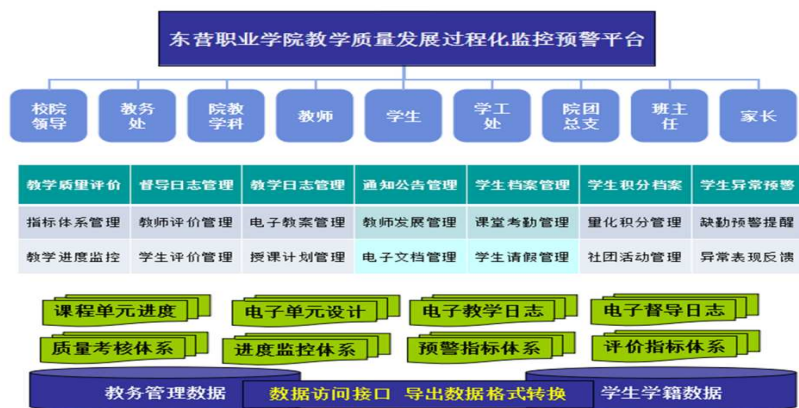 东营职业学院教学质量发展过程化监控预警平台
校院 教务 院教 教师 学生 学工 院团 班主 家长
领导 处 学科 处 总支 任
教学质量评价 督导日志管理 教学日志管理 通知公告管理 学生档案管理 学生积分档案 学生异常预警
指标体系管理 教师评价管理 电子教案管理 教师发展管理 课堂考勤管理 量化积分管理 缺勤预警提醒
教学进度监控 学生评价管理 授课计划管理 电子文档管理 学生请假管理 社团活动管理 异常表现反馈
课程单元进度 电子单元设计 电子教学日志 电子督导日志
质量考核体系 进度监控体系 预警指标体系 评价指标体系
教务管理数据 数据访问接口 导出数据格式转换 学生学籍数据